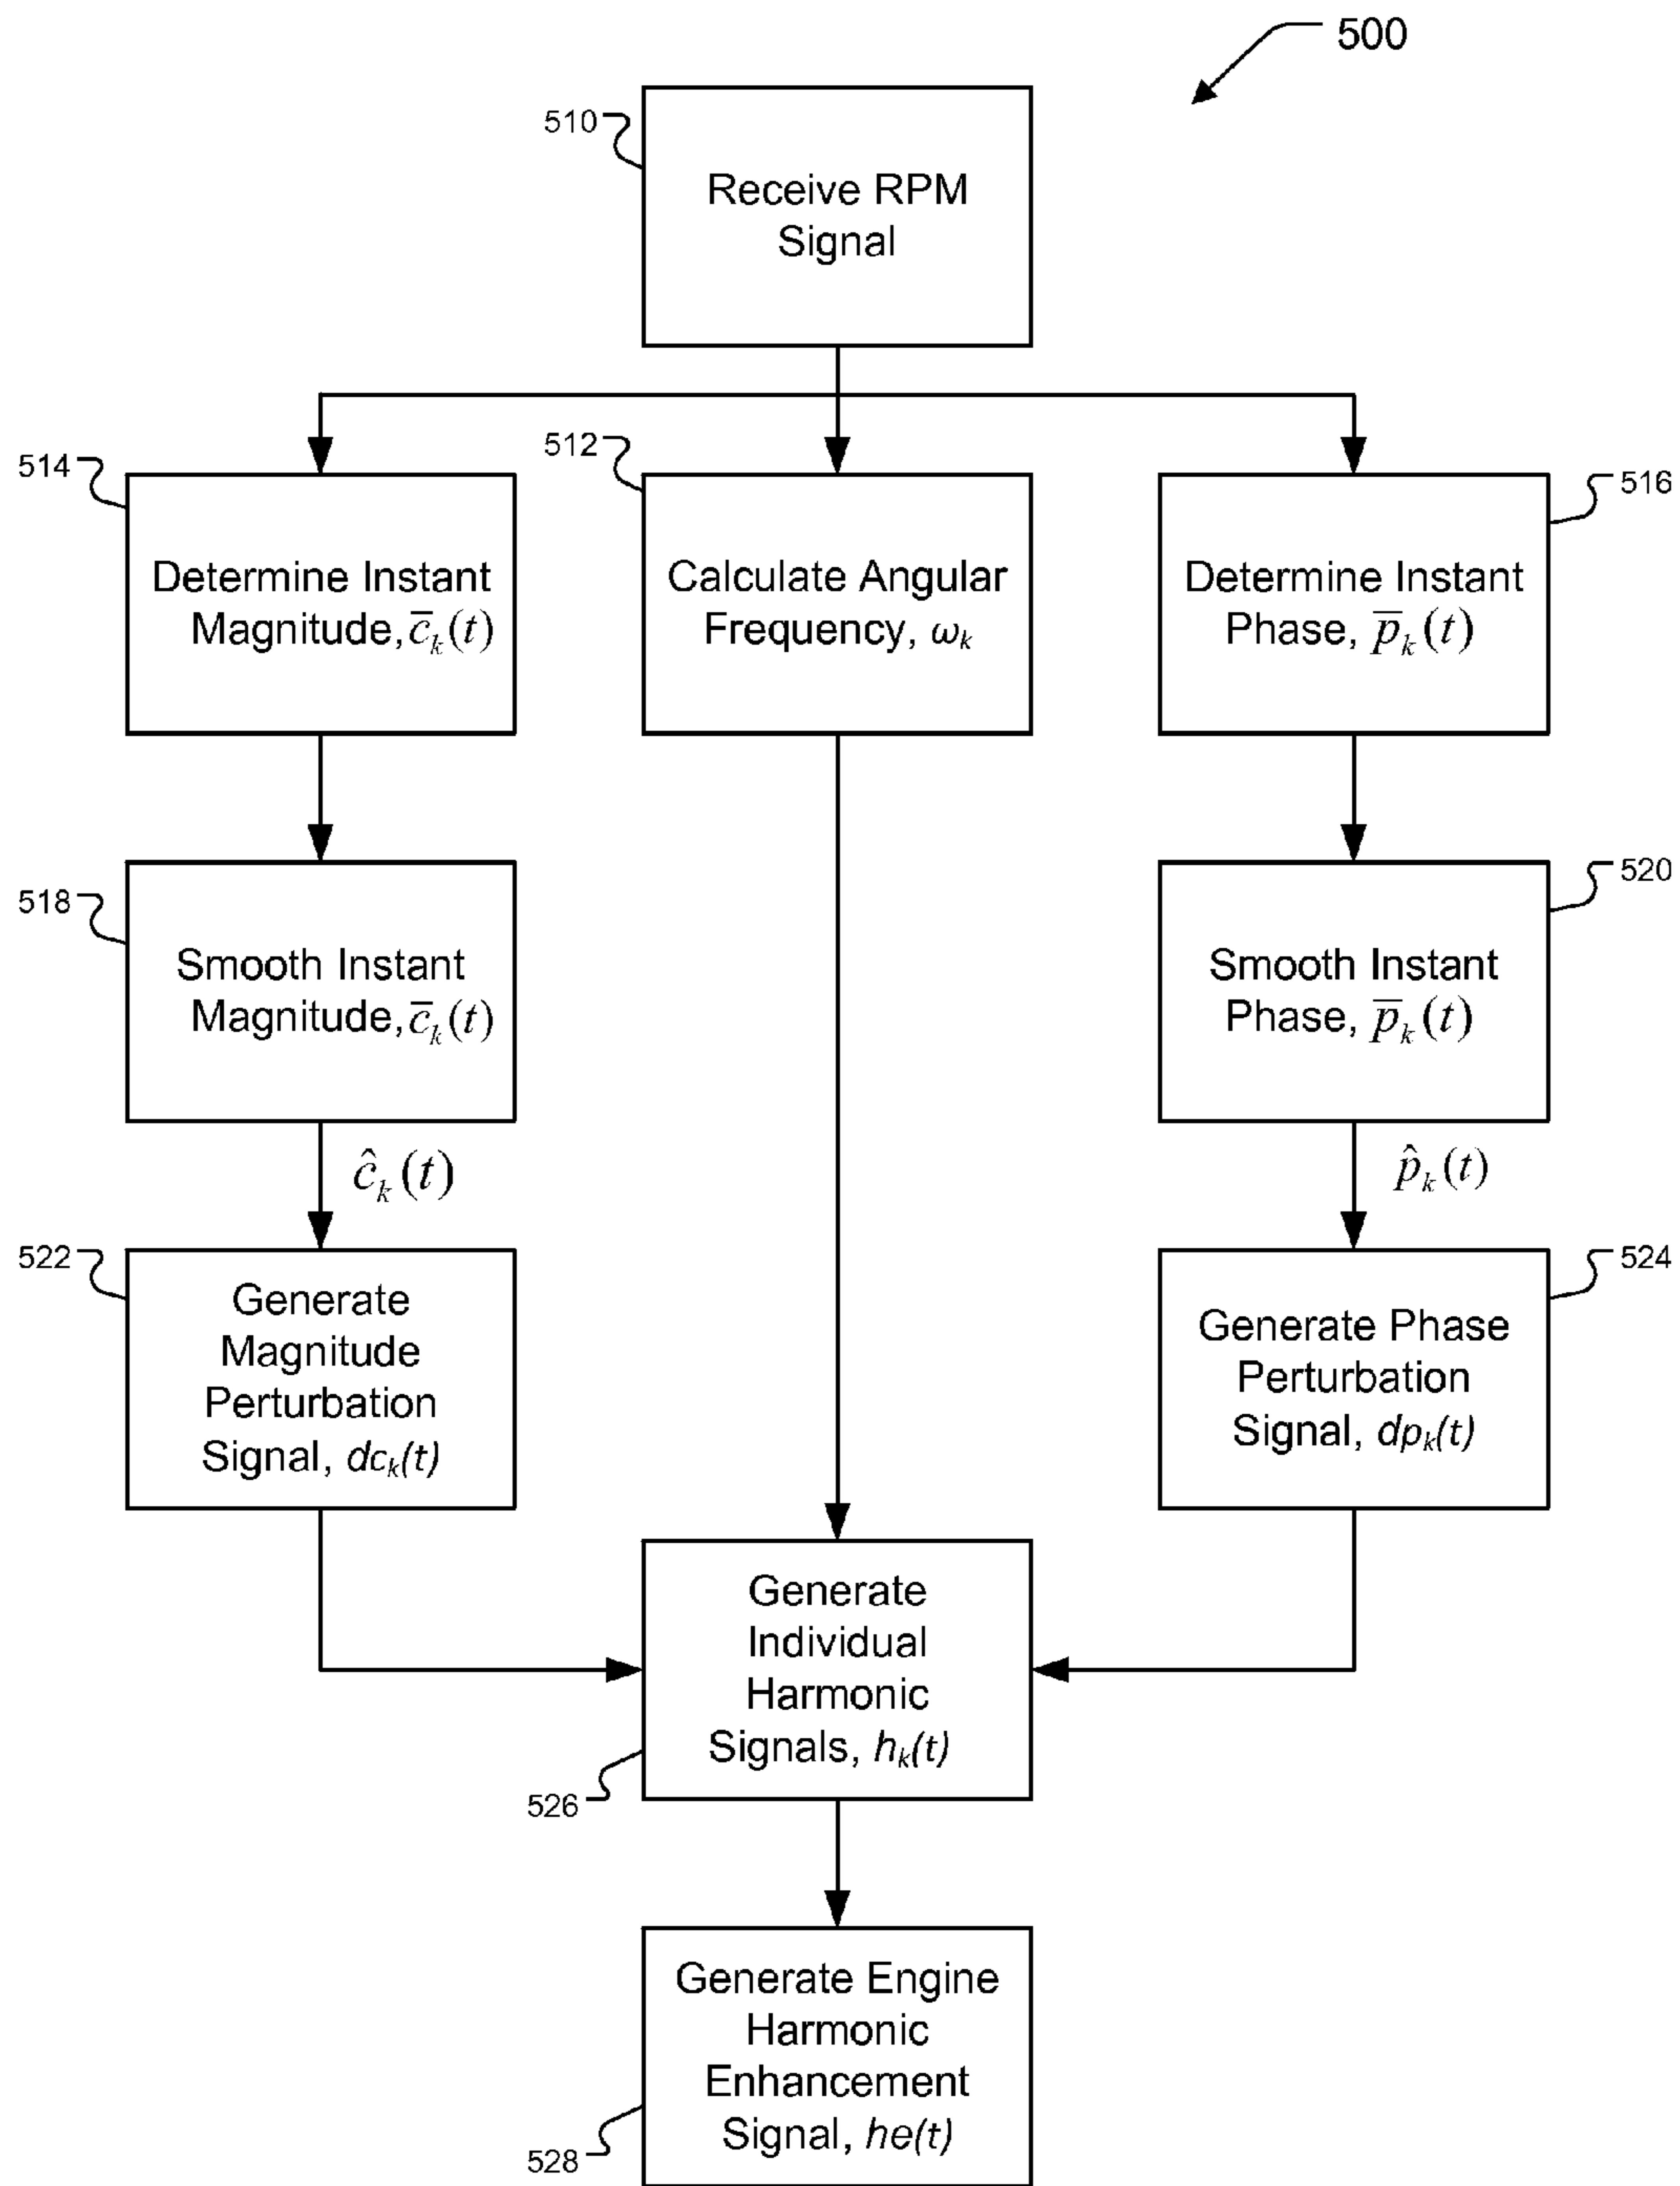 500
510
Receive RPM
Signal
514
Determine Instant
Magnitude, c̅ₖ(t)
512
Calculate Angular
Frequency, ωₖ
516
Determine Instant
Phase, p̅ₖ(t)
518
Smooth Instant
Magnitude, c̅ₖ(t)
520
Smooth Instant
Phase, p̅ₖ(t)
ĉₖ(t)
p̂ₖ(t)
522
Generate
Magnitude
Perturbation
Signal, dcₖ(t)
524
Generate Phase
Perturbation
Signal, dpₖ(t)
526
Generate
Individual
Harmonic
Signals, hₖ(t)
528
Generate Engine
Harmonic
Enhancement
Signal, he(t)